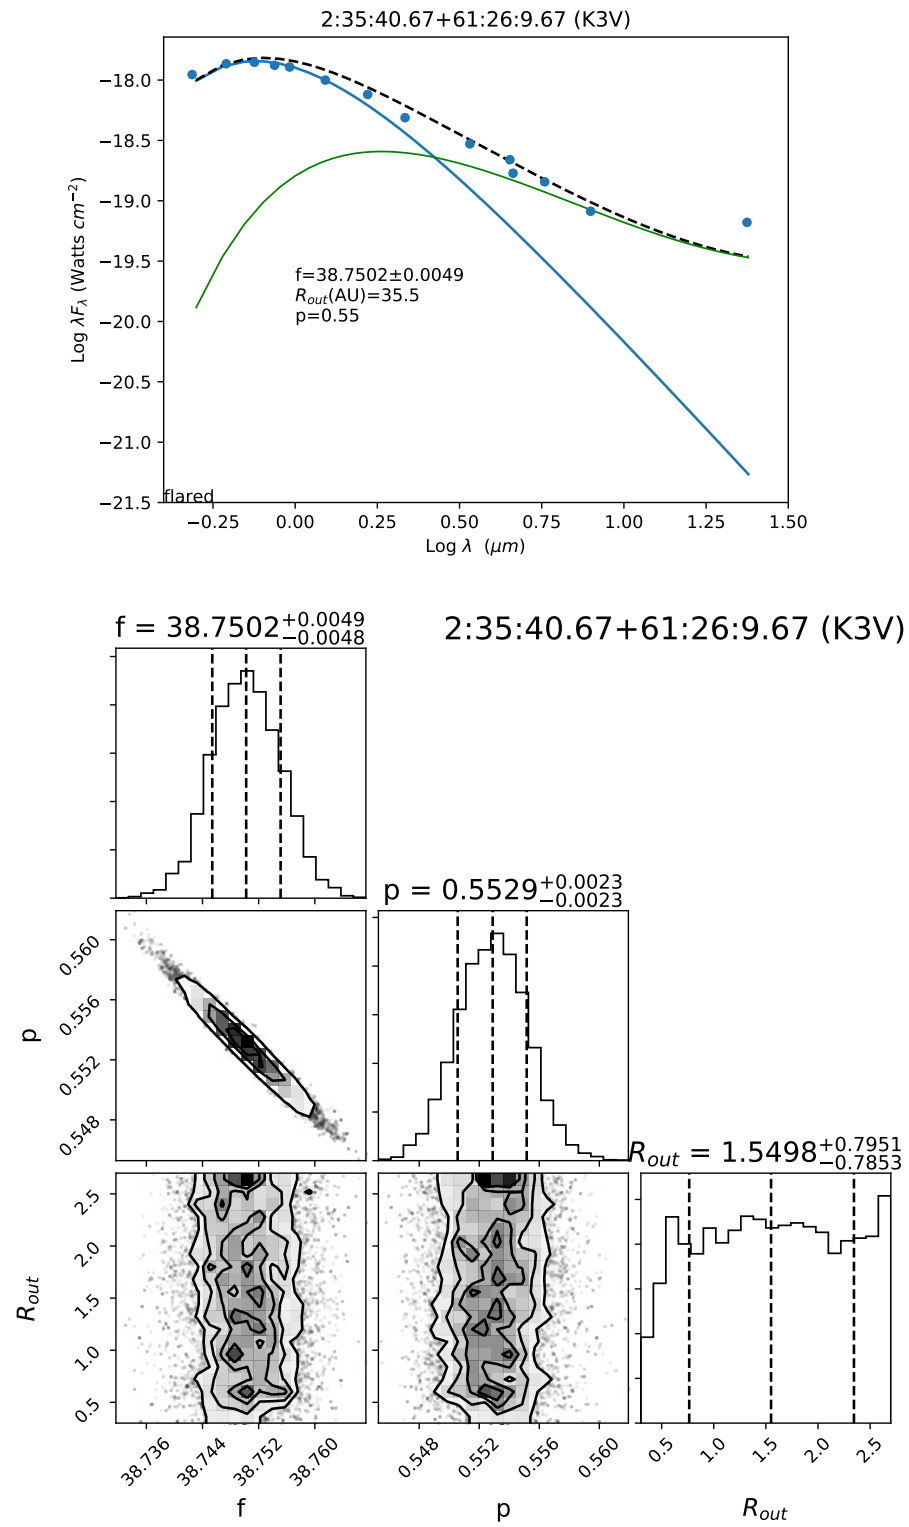 2:35:40.67+61:26:9.67 (K3V)
Log λFλ (Watts cm⁻²)
−18.0
−18.5
−19.0
−19.5
−20.0
−20.5
−21.0
−21.5
f=38.7502±0.0049
R_out(AU)=35.5
p=0.55
flared
−0.25 0.00 0.25 0.50 0.75 1.00 1.25 1.50
Log λ (μm)
2:35:40.67+61:26:9.67 (K3V)
f = 38.7502 +0.0049 −0.0048
p = 0.5529 +0.0023 −0.0023
p
0.560
0.556
0.552
0.548
R_out = 1.5498 +0.7951 −0.7853
R_out
2.5
2.0
1.5
1.0
0.5
38.736 38.744 38.752 38.760
0.548 0.552 0.556 0.560
0.5 1.0 1.5 2.0 2.5
f
p
R_out